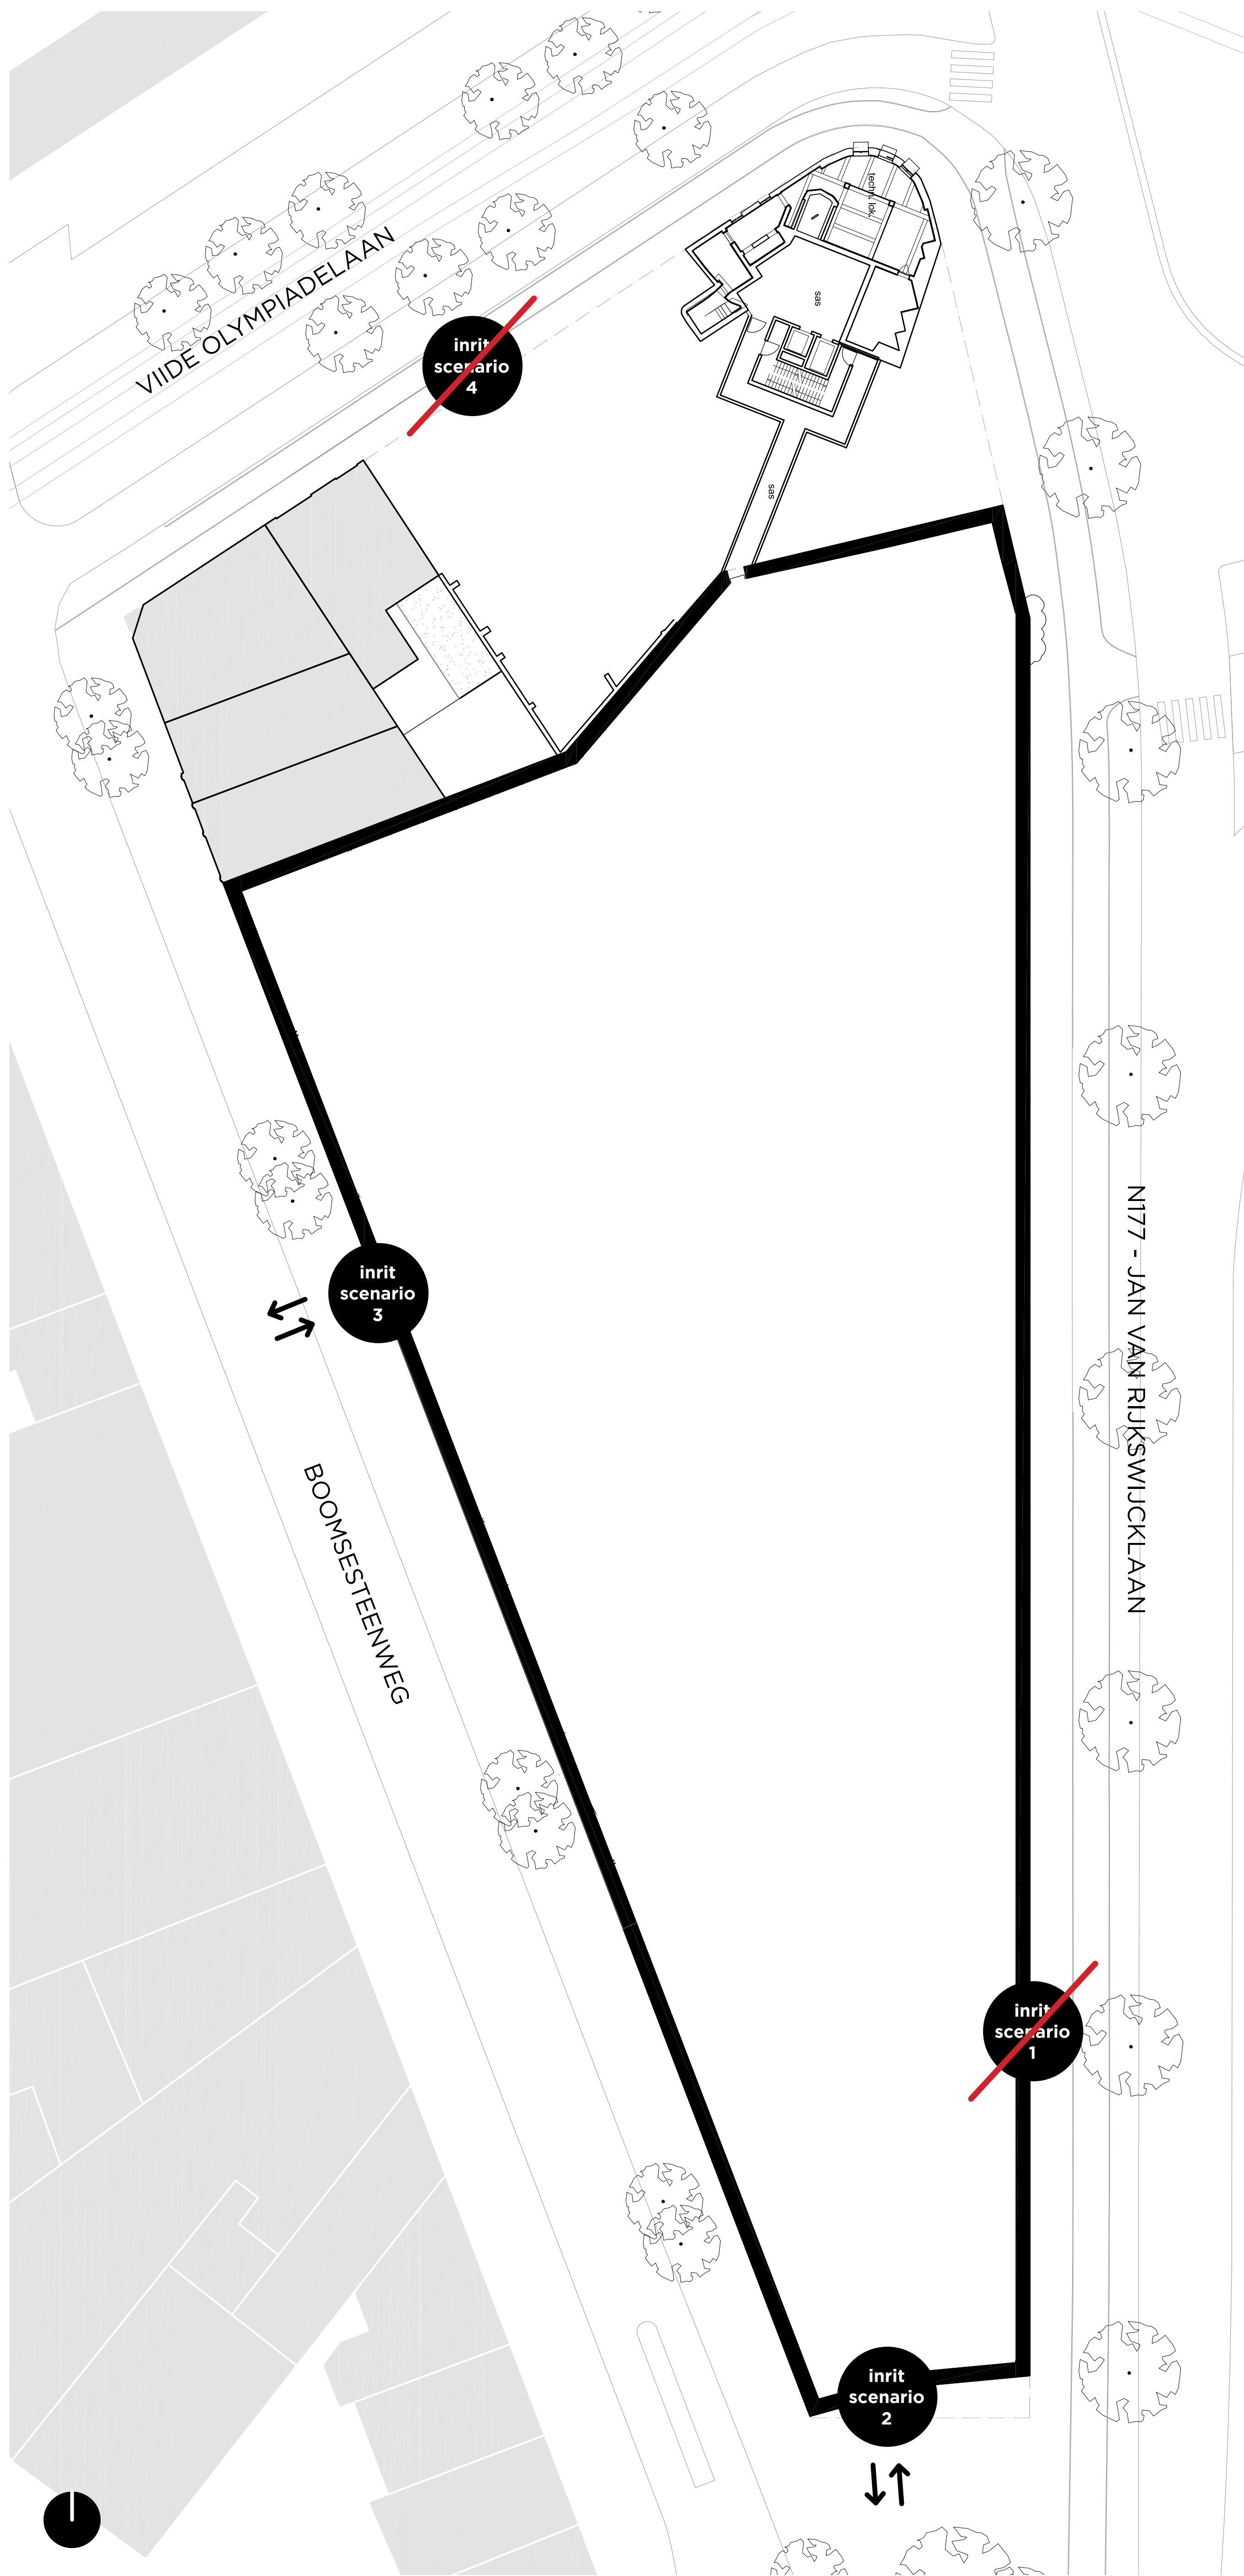 techn. lok.
VIIDE OLYMPIADELAAN
sas
inrit
scenario
4
sas
inrit
scenario
3
N177 - JAN VAN RIJKSWIJCKLAAN
BOOMSESTEENWEG
inrit
scenario
1
inrit
scenario
2